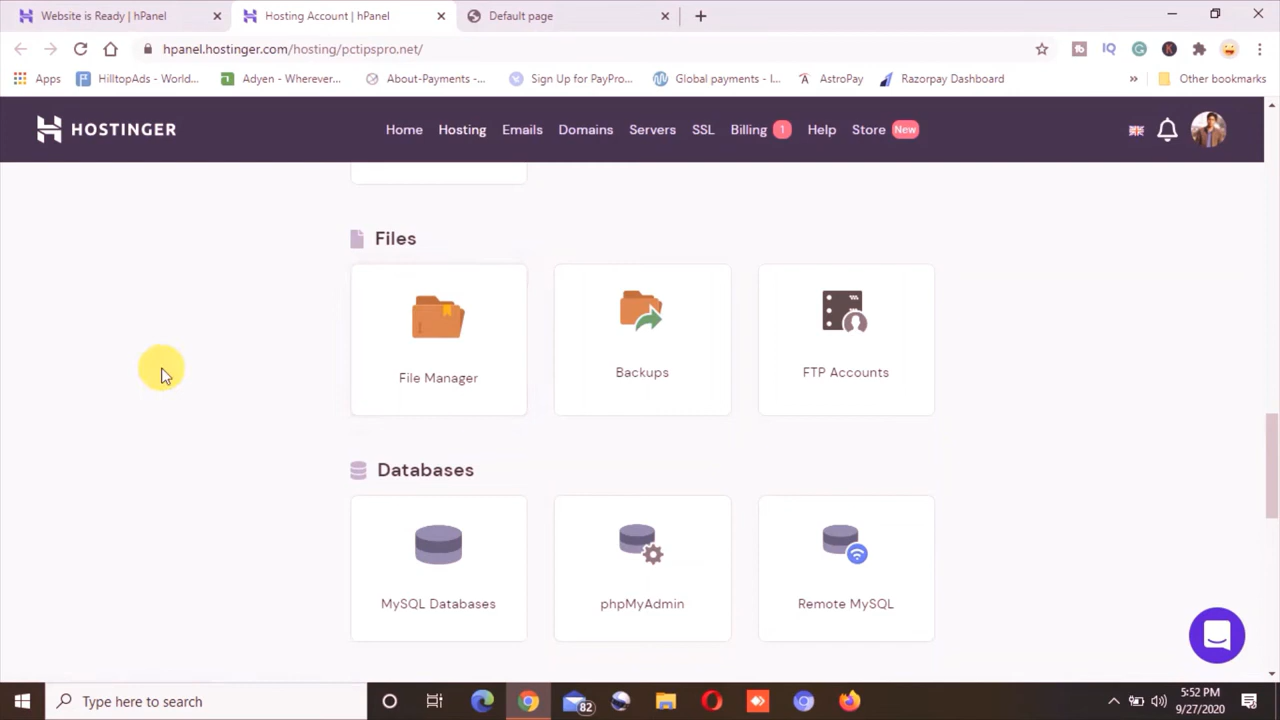 Website is Ready | hPanel
Hosting Account | hPanel
Default page
hpanel.hostinger.com/hosting/pctipspro.net/
IQ
K
Apps
HilltopAds - World...
Adyen - Wherever...
About-Payments -...
Sign Up for PayPro...
Global payments - I...
AstroPay
Razorpay Dashboard
»
Other bookmarks
HOSTINGER
Home
Hosting
Emails
Domains
Servers
SSL
Billing 1
Help
Store New
Files
File Manager
Backups
FTP Accounts
Databases
MySQL Databases
phpMyAdmin
Remote MySQL
Type here to search
82
5:52 PM
9/27/2020